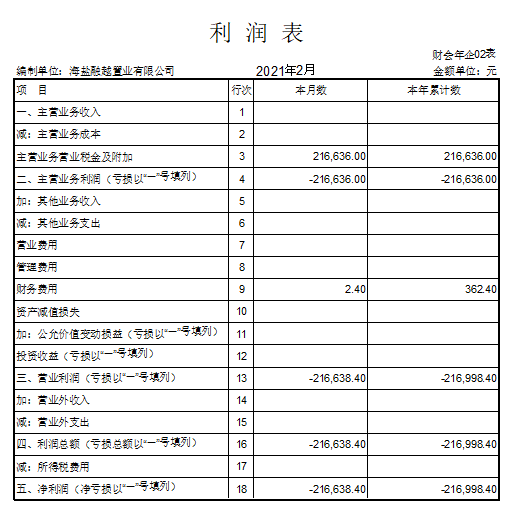 利 润 表
财会年企02表
编制单位：海盐融越置业有限公司 2021年2月 金额单位：元
项 目 行次 本月数 本年累计数
一、主营业务收入 1
减：主营业务成本 2
主营业务营业税金及附加 3 216,636.00 216,636.00
二、主营业务利润（亏损以“一”号填列） 4 -216,636.00 -216,636.00
加：其他业务收入 5
减：其他业务支出 6
营业费用 7
管理费用 8
财务费用 9 2.40 362.40
资产减值损失 10
加：公允价值变动损益（亏损以“一”号填列） 11
投资收益（亏损以“一”号填列） 12
三、营业利润（亏损以“一”号填列） 13 -216,638.40 -216,998.40
加：营业外收入 14
减：营业外支出 15
四、利润总额（亏损总额以“一”号填列） 16 -216,638.40 -216,998.40
减：所得税费用 17
五、净利润（净亏损以“一”号填列） 18 -216,638.40 -216,998.40